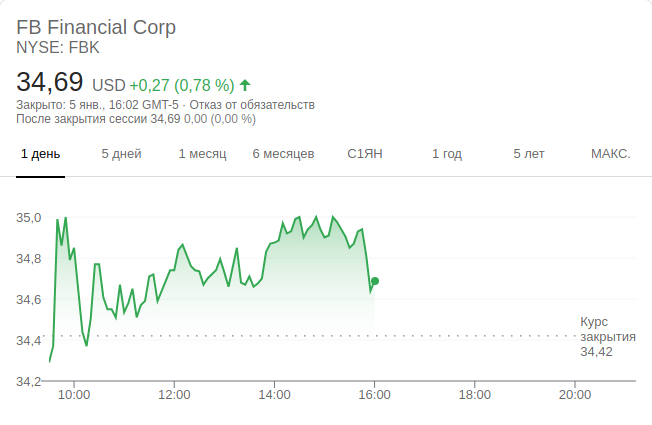 FB Financial Corp
NYSE: FBK
34,69 USD +0,27 (0,78 %)
Закрыто: 5 янв., 16:02 GMT-5 · Отказ от обязательств
После закрытия сессии 34,69 0,00 (0,00 %)
1 день 5 дней 1 месяц 6 месяцев С1ЯН 1 год 5 лет МАКС.
35,0
34,8
34,6
Курс
закрытия
34,42
34,4
34,2
10:00 12:00 14:00 16:00 18:00 20:00